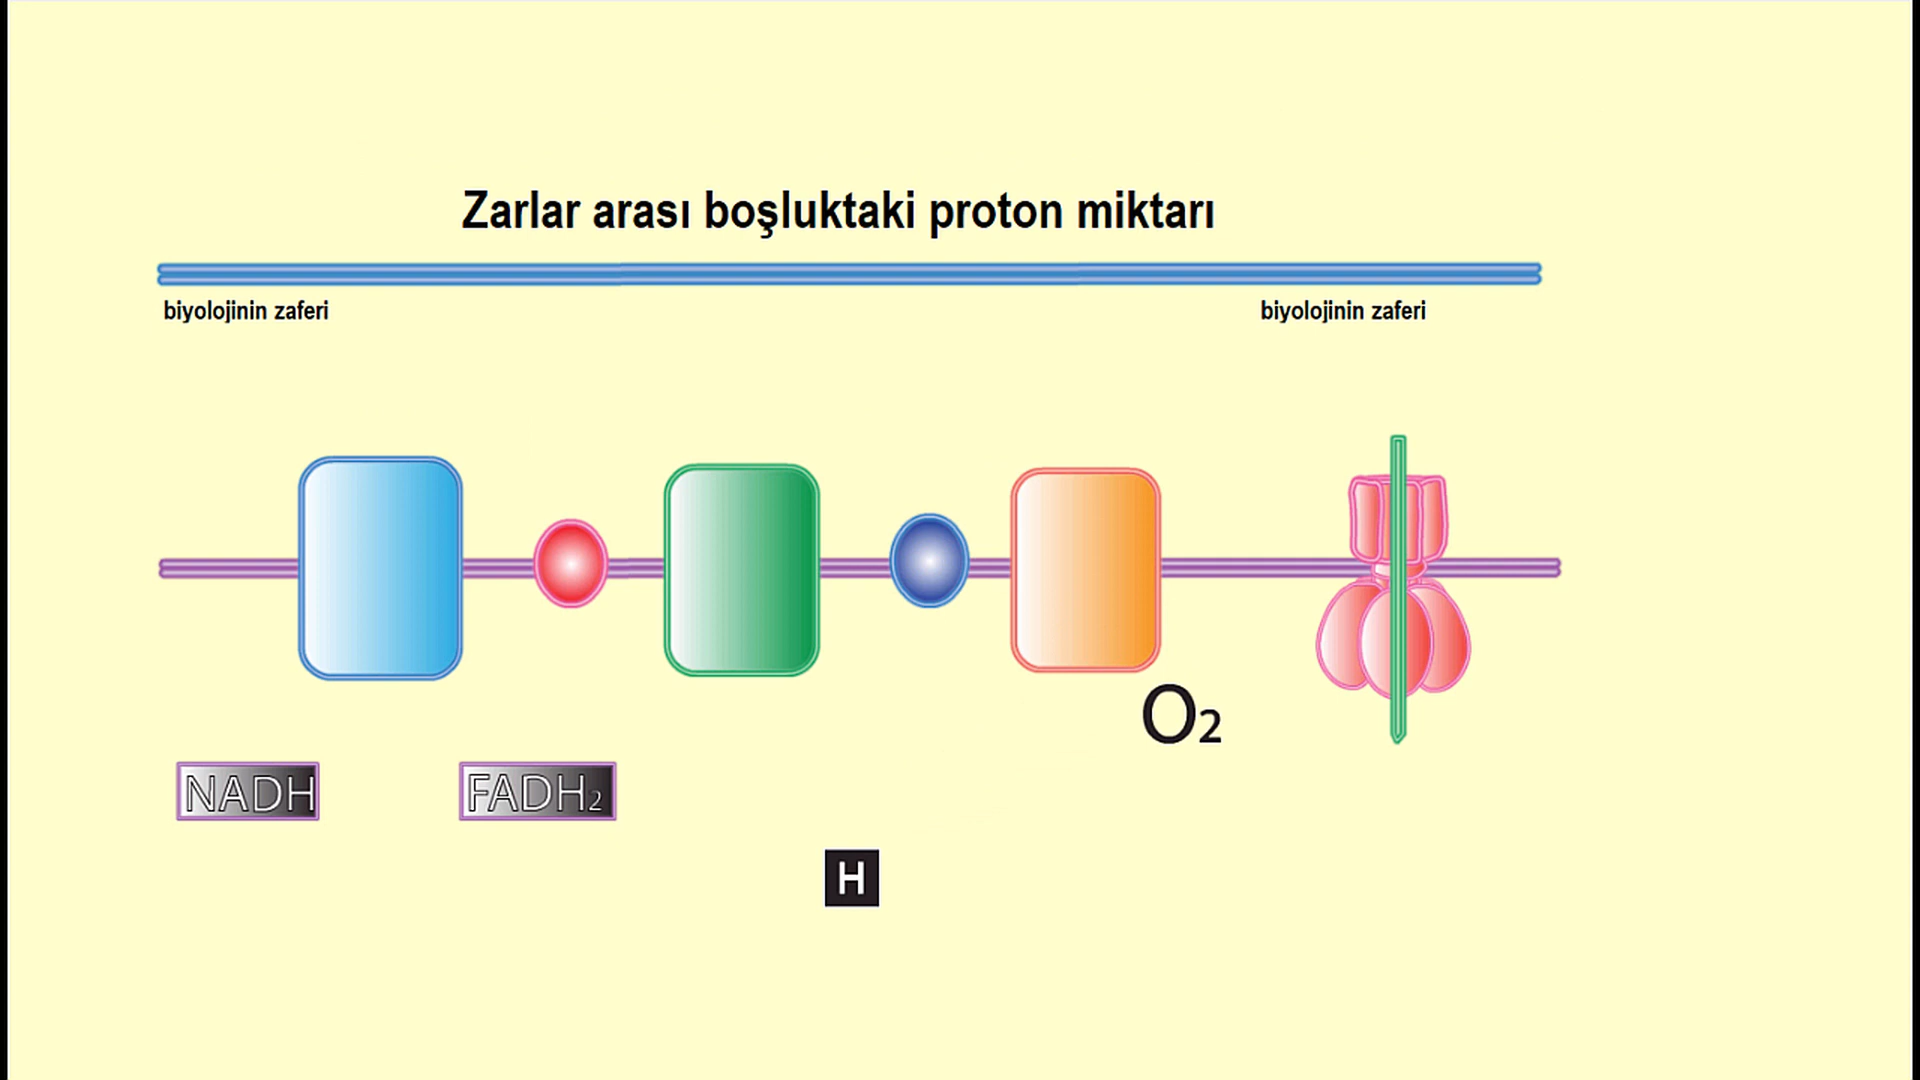 Zarlar arası boşluktaki proton miktarı
biyolojinin zaferi
biyolojinin zaferi
O₂
NADH
FADH₂
H